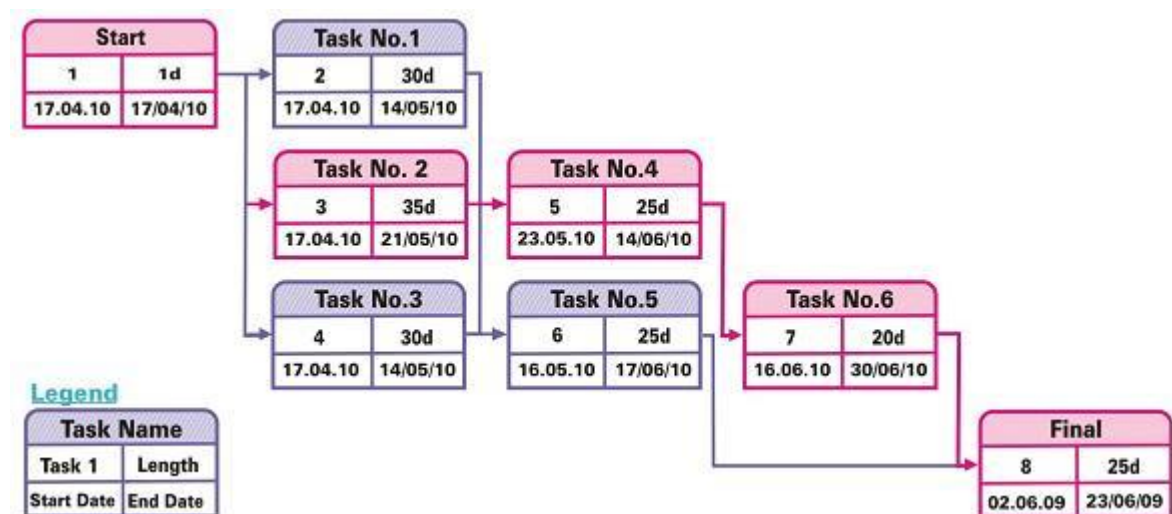 Start
1 1d
17.04.10 17/04/10
Task No.1
2 30d
17.04.10 14/05/10
Task No. 2
3 35d
17.04.10 21/05/10
Task No.4
5 25d
23.05.10 14/06/10
Task No.3
4 30d
17.04.10 14/05/10
Task No.5
6 25d
16.05.10 17/06/10
Task No.6
7 20d
16.06.10 30/06/10
Legend
Task Name
Task 1 Length
Start Date End Date
Final
8 25d
02.06.09 23/06/09